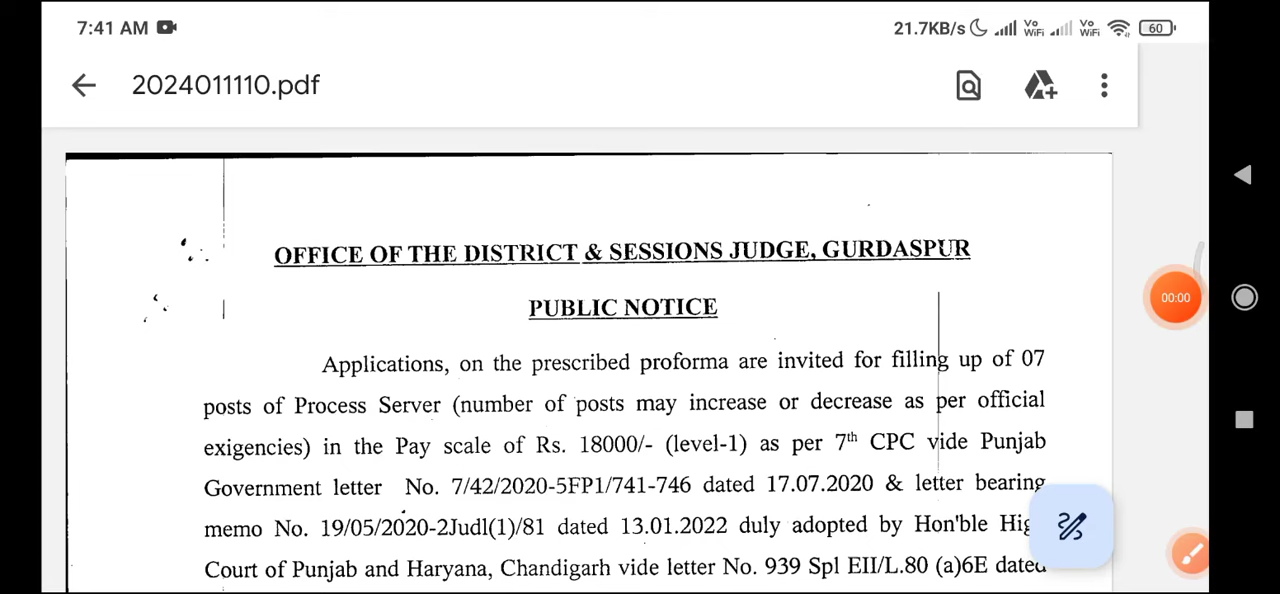 7:41 AM
21.7KB/s Vo WiFi Vo WiFi 60
2024011110.pdf
OFFICE OF THE DISTRICT & SESSIONS JUDGE, GURDASPUR
PUBLIC NOTICE
Applications, on the prescribed proforma are invited for filling up of 07
posts of Process Server (number of posts may increase or decrease as per official
exigencies) in the Pay scale of Rs. 18000/- (level-1) as per 7th CPC vide Punjab
Government letter No. 7/42/2020-5FP1/741-746 dated 17.07.2020 & letter bearing
memo No. 19/05/2020-2Judl(1)/81 dated 13.01.2022 duly adopted by Hon'ble Hig
Court of Punjab and Haryana, Chandigarh vide letter No. 939 Spl EII/L.80 (a)6E dated
00:00